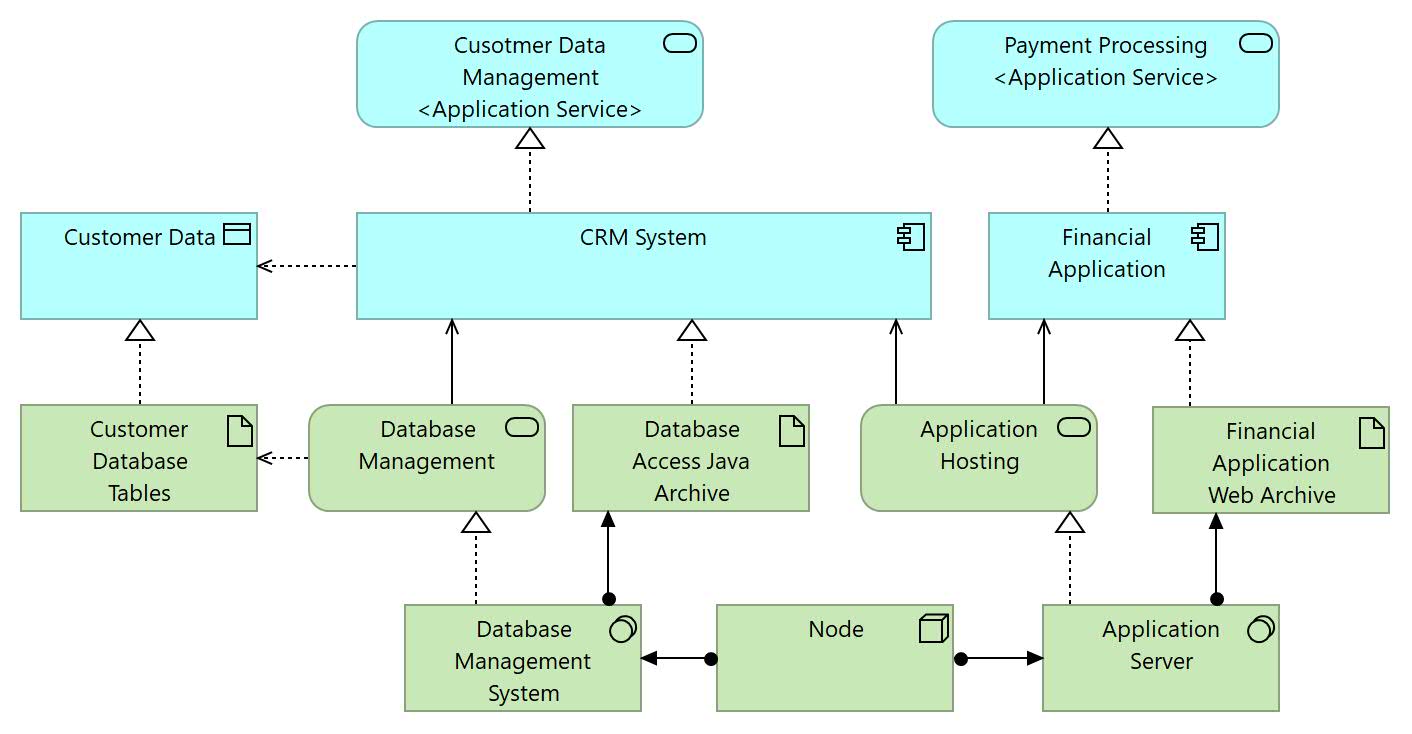 Cusotmer Data
Management
<Application Service>
Payment Processing
<Application Service>
Customer Data
CRM System
Financial
Application
Customer
Database
Tables
Database
Management
Database
Access Java
Archive
Application
Hosting
Financial
Application
Web Archive
Database
Management
System
Node
Application
Server